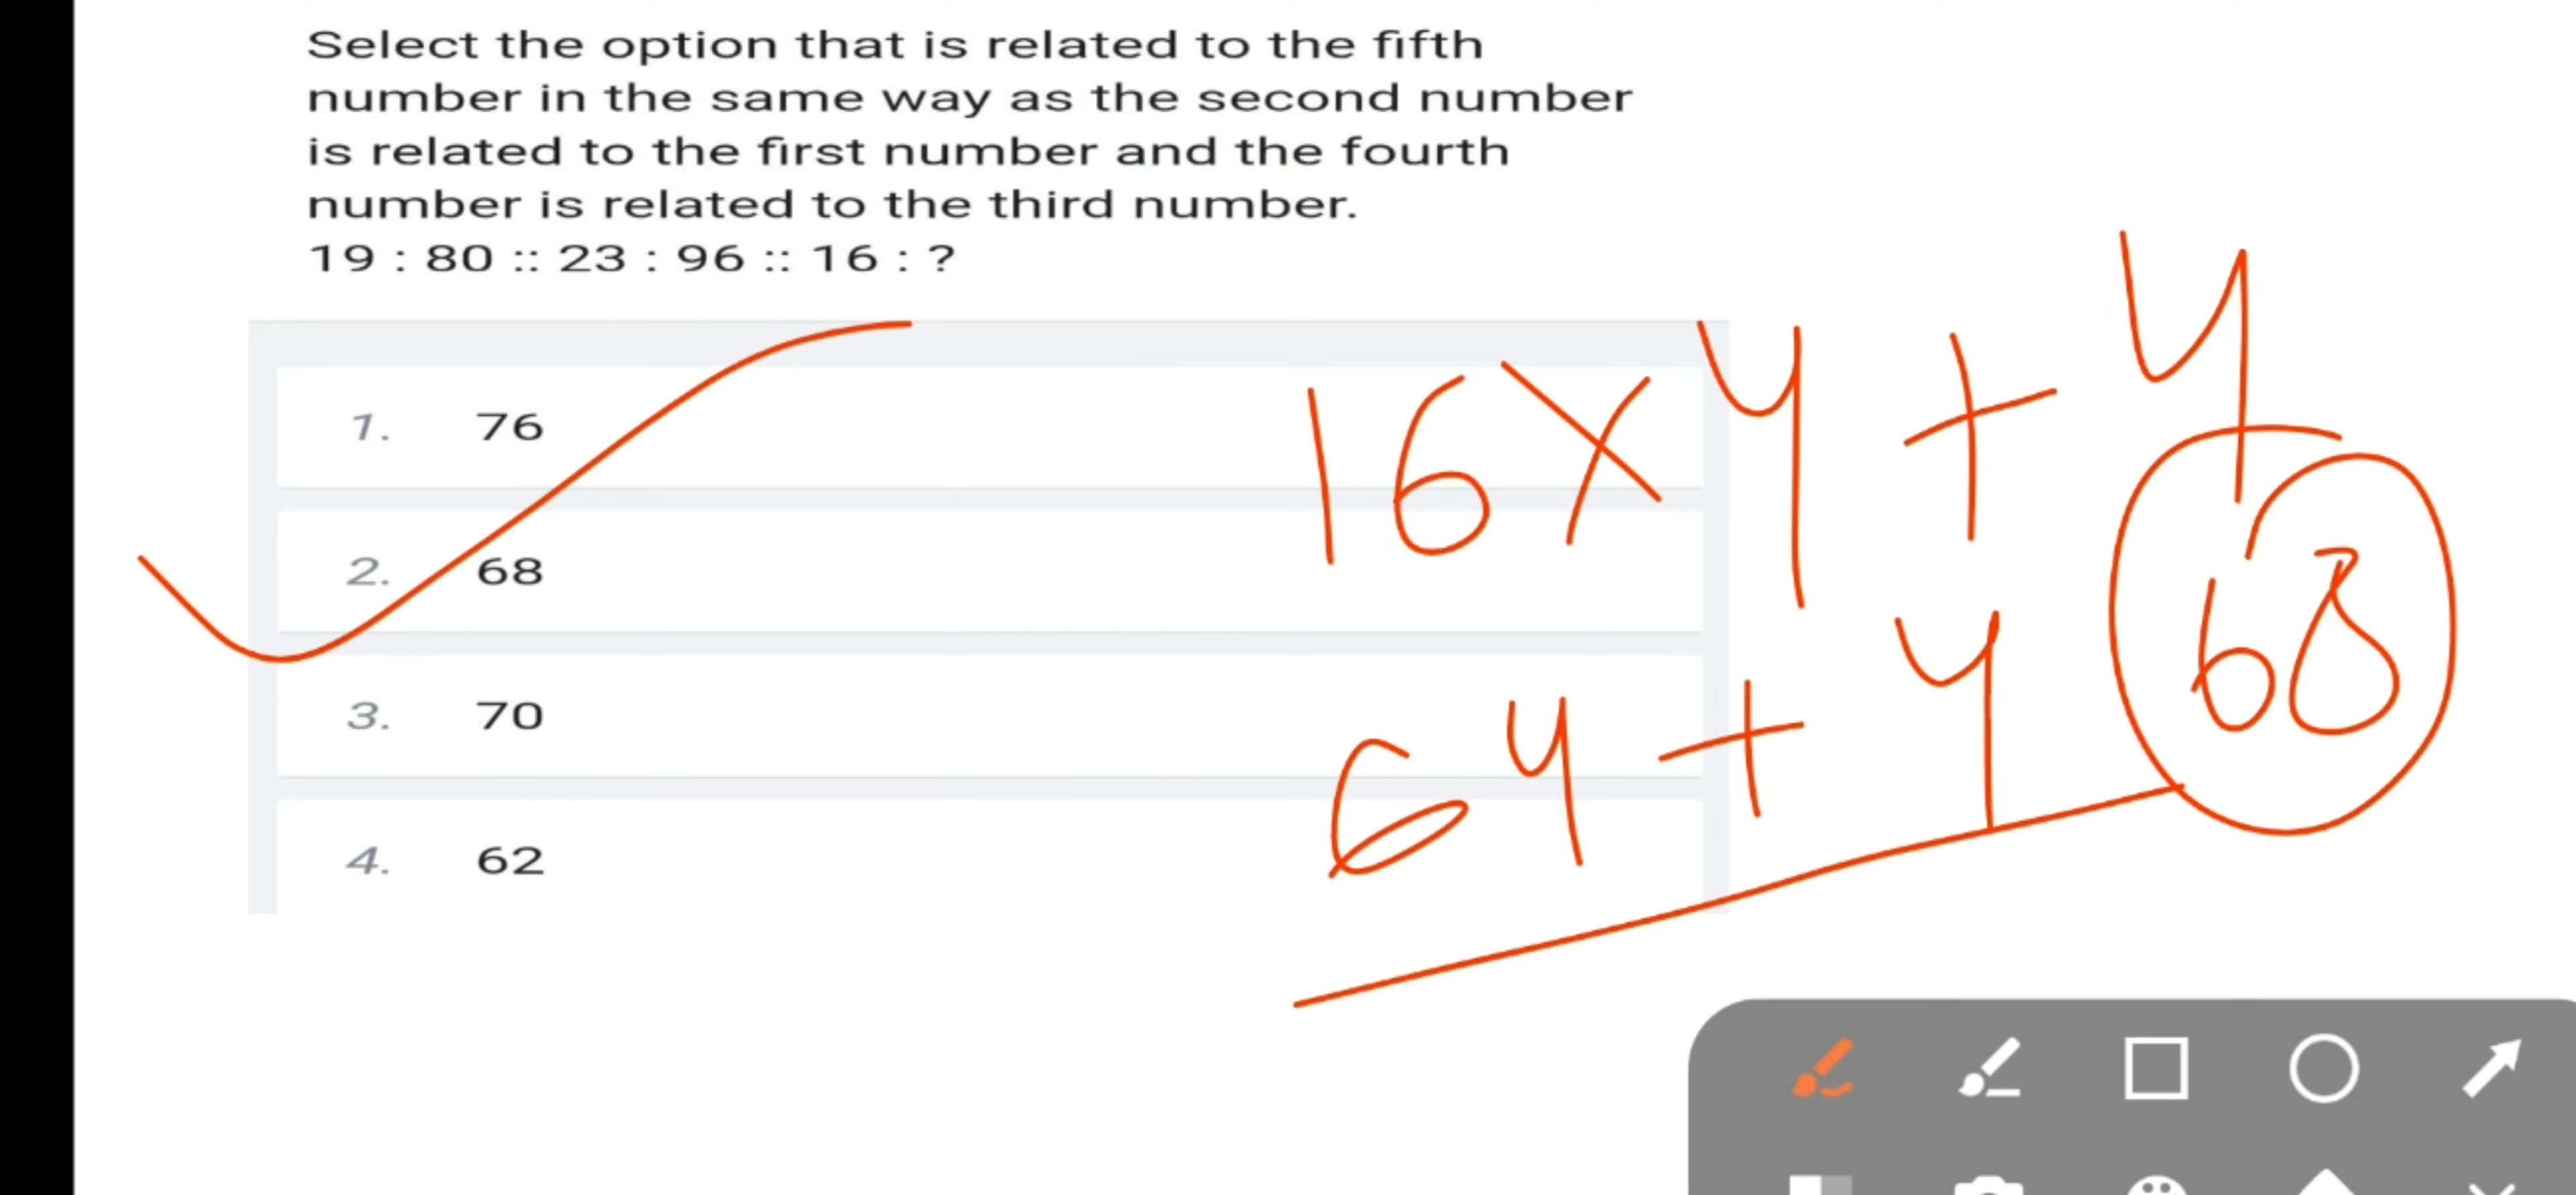 Select the option that is related to the fifth
number in the same way as the second number
is related to the first number and the fourth
number is related to the third number.
19 : 80 :: 23 : 96 :: 16 : ?
1. 76
2. 68
3. 70
4. 62
16 × 4 + 4
64 + 4 68